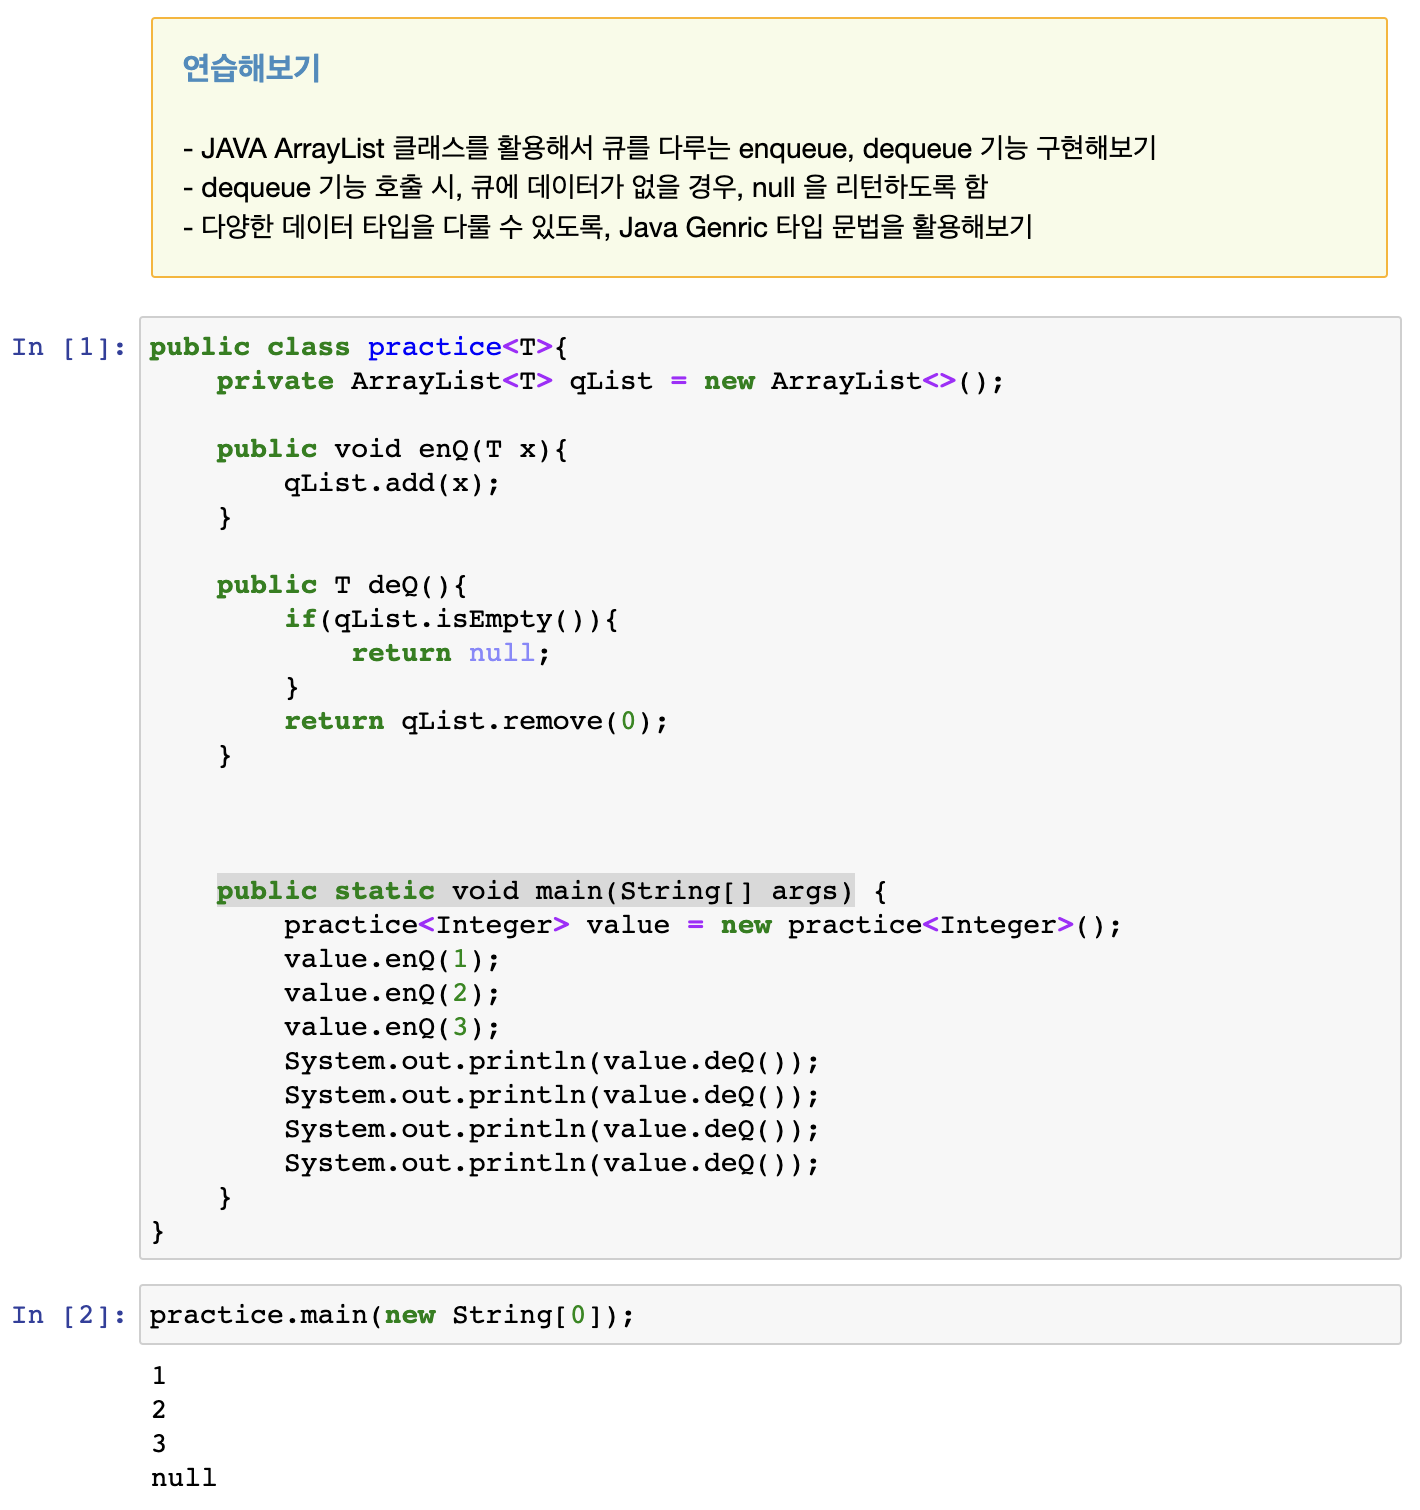 연습해보기
- JAVA ArrayList 클래스를 활용해서 큐를 다루는 enqueue, dequeue 기능 구현해보기
- dequeue 기능 호출 시, 큐에 데이터가 없을 경우, null 을 리턴하도록 함
- 다양한 데이터 타입을 다룰 수 있도록, Java Genric 타입 문법을 활용해보기
In [1]: public class practice<T>{
    private ArrayList<T> qList = new ArrayList<>();
    public void enQ(T x){
        qList.add(x);
    }
    public T deQ(){
        if(qList.isEmpty()){
            return null;
        }
        return qList.remove(0);
    }
    public static void main(String[] args) {
        practice<Integer> value = new practice<Integer>();
        value.enQ(1);
        value.enQ(2);
        value.enQ(3);
        System.out.println(value.deQ());
        System.out.println(value.deQ());
        System.out.println(value.deQ());
        System.out.println(value.deQ());
    }
}
In [2]: practice.main(new String[0]);
1
2
3
null